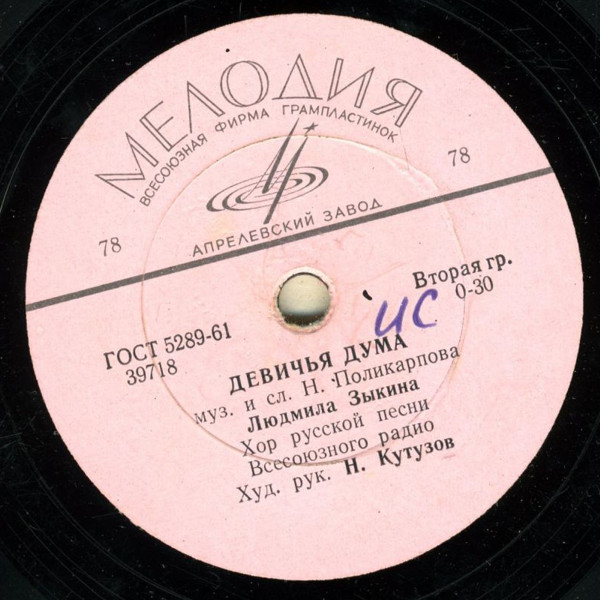 МЕЛОДИЯ
ВСЕСОЮЗНАЯ ФИРМА ГРАМПЛАСТИНОК
78
78
АПРЕЛЕВСКИЙ ЗАВОД
Вторая гр.
0-30
ИС
ГОСТ 5289-61
39718
ДЕВИЧЬЯ ДУМА
муз. и сл. Н. Поликарпова
Людмила Зыкина
Хор русской песни
Всесоюзного радио
Худ. рук. Н. Кутузов